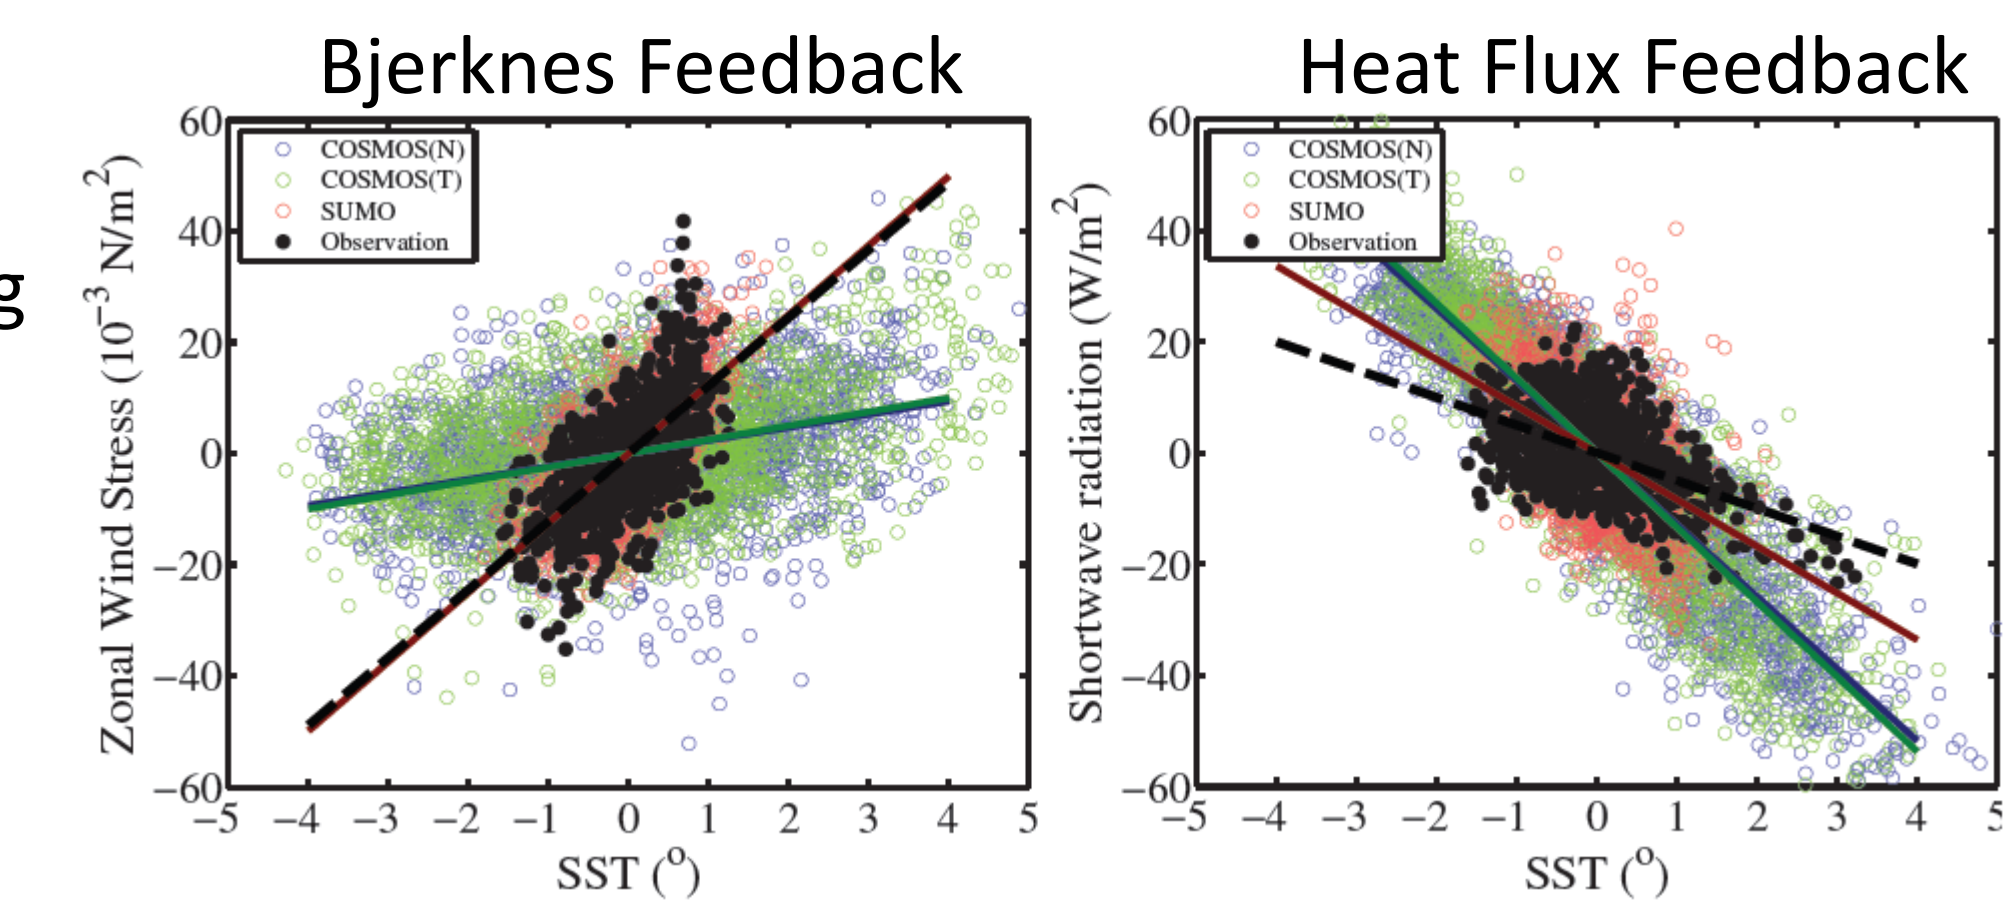 Bjerknes Feedback
Heat Flux Feedback
g
Zonal Wind Stress (10⁻³ N/m²)
60
40
20
0
−20
−40
−60
COSMOS(N)
COSMOS(T)
SUMO
Observation
−5 −4 −3 −2 −1 0 1 2 3 4 5
SST (°)
Shortwave radiation (W/m²)
60
40
20
0
−20
−40
−60
COSMOS(N)
COSMOS(T)
SUMO
Observation
−5 −4 −3 −2 −1 0 1 2 3 4 5
SST (°)